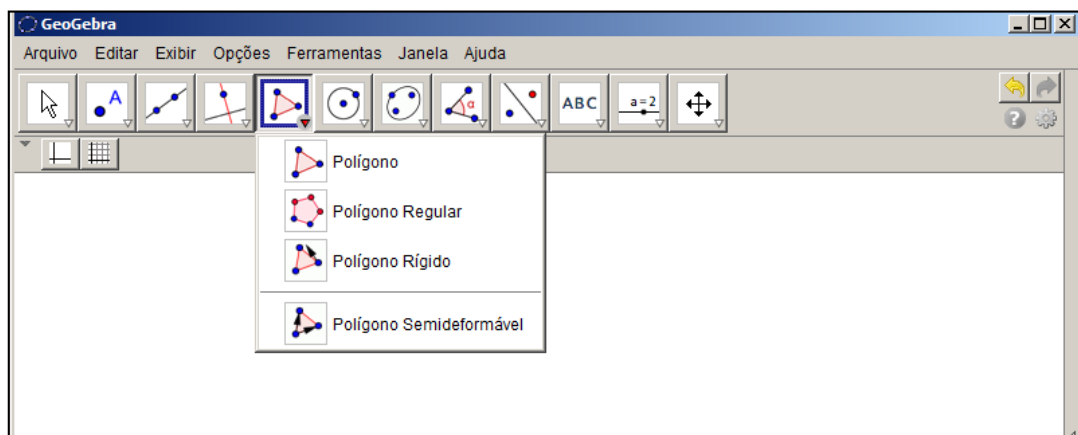 GeoGebra
Arquivo Editar Exibir Opções Ferramentas Janela Ajuda
A α ABC a=2
Polígono
Polígono Regular
Polígono Rígido
Polígono Semideformável